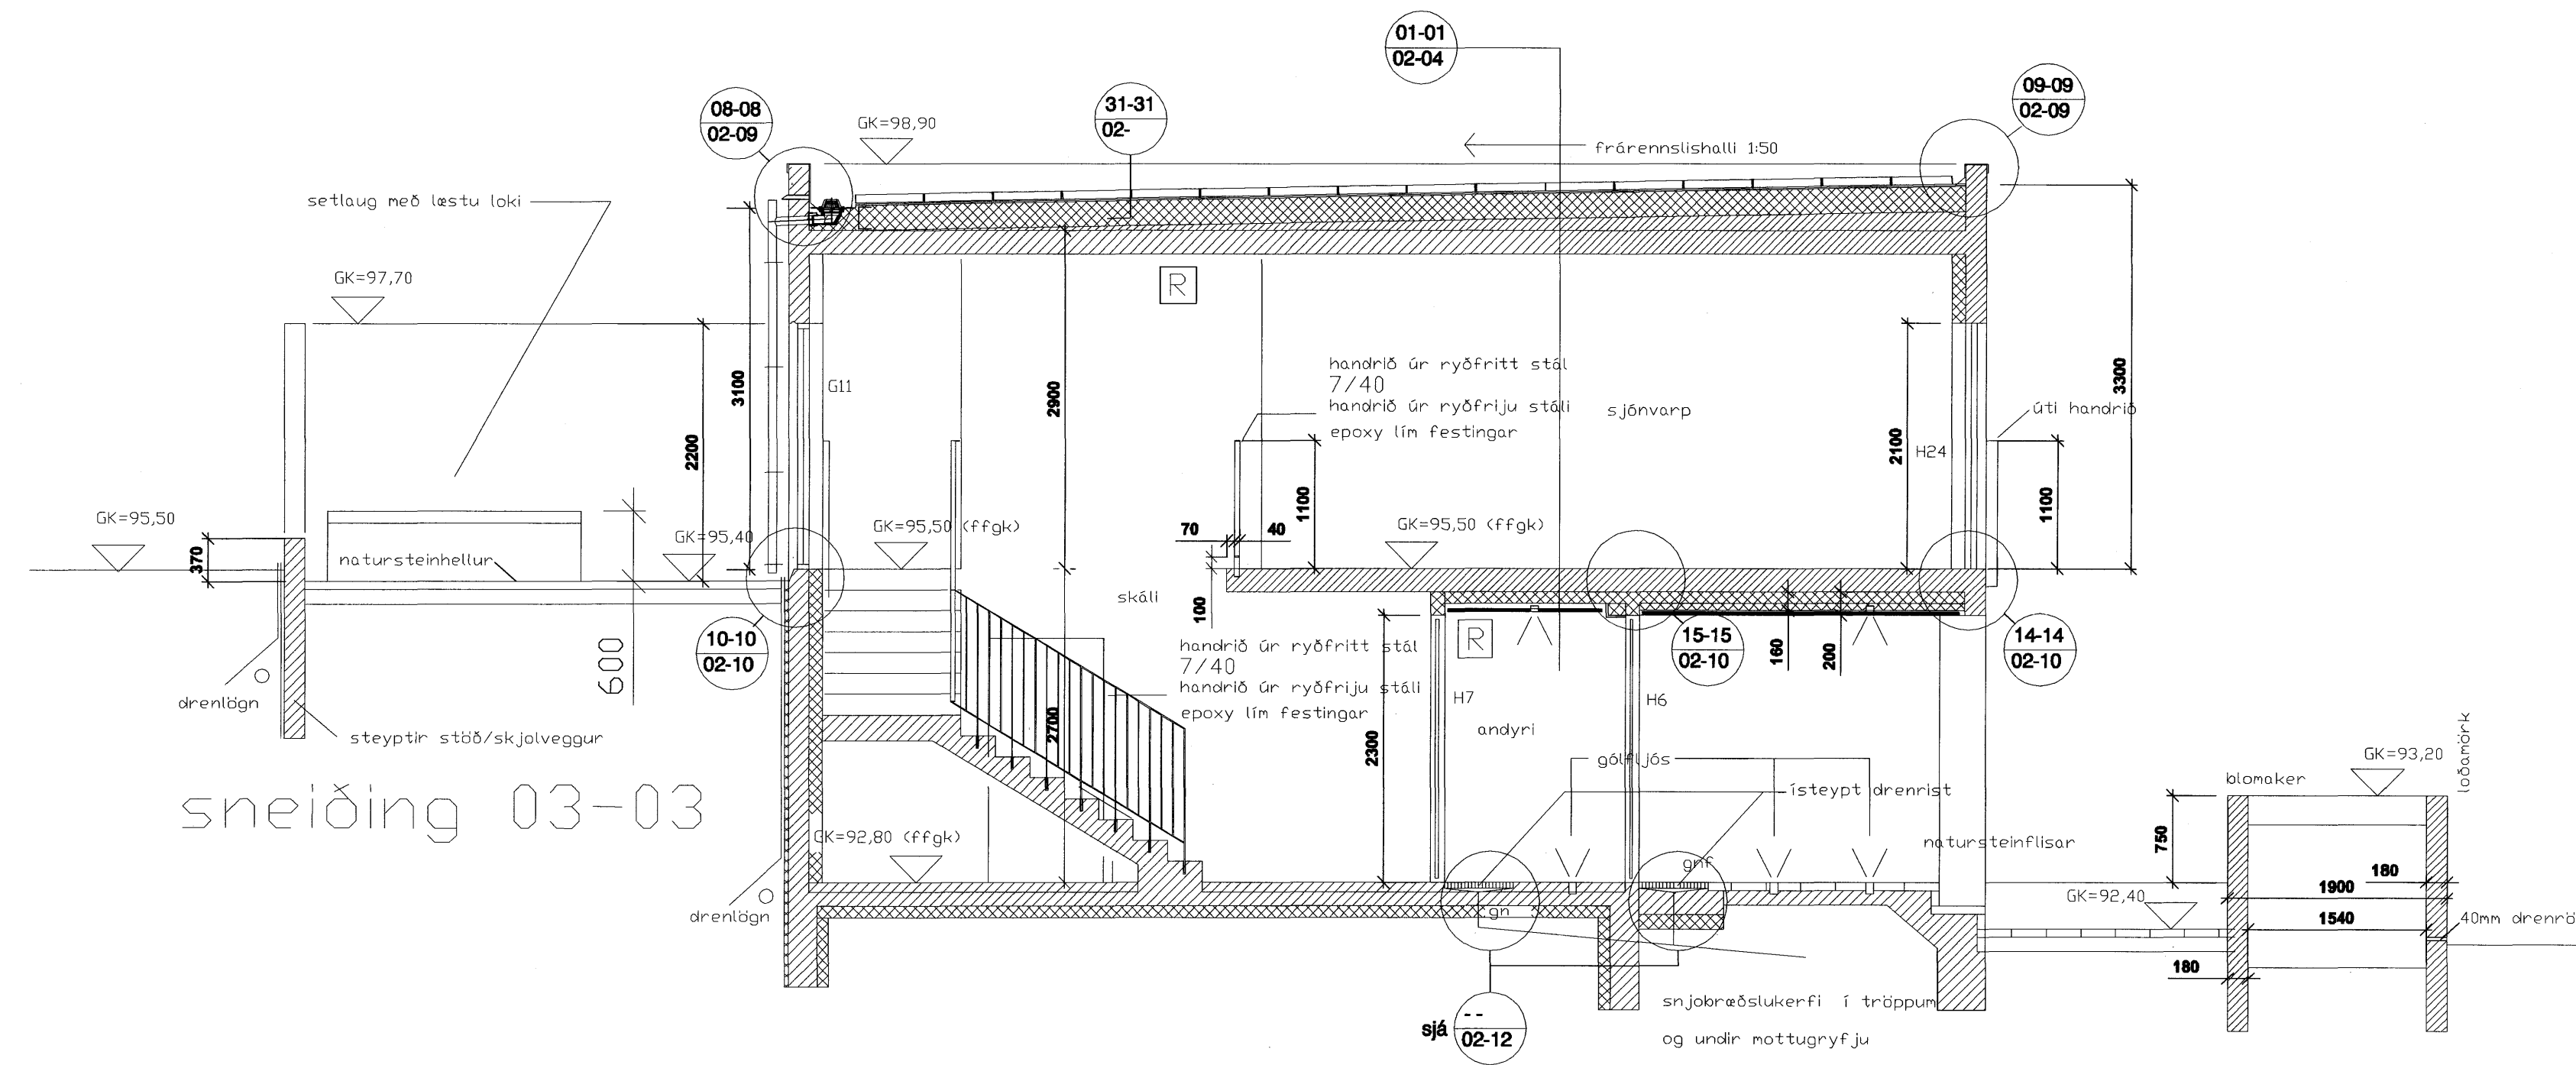 01-01
02-04
08-08
02-09
31-31
02-
09-09
02-09
GK=98,90
frárennslishalli 1:50
setlaug með læstu loki
GK=97,70
R
3100
2900
2200
G11
handrið úr ryðfritt stál
7/40
handrið úr ryðfriju stáli
epoxy lím festingar
sjónvarp
2100
H24
3300
úti handrið
1100
1100
GK=95,50
370
natursteinhellur
GK=95,40
GK=95,50 (ffgk)
70
40
GK=95,50 (ffgk)
100
skáli
600
10-10
02-10
15-15
02-10
14-14
02-10
160
200
R
handrið úr ryðfritt stál
7/40
handrið úr ryðfriju stáli
epoxy lím festingar
drenlögn
steyptir stöð/skjolveggur
H7
H6
2700
2300
andyri
gólfljós
ísteypt drenrist
sneiðing 03-03
GK=92,80 (ffgk)
gnf
natursteinflisar
blomaker
GK=93,20
loðamörk
750
180
1900
GK=92,40
1540
40mm drenrö
180
drenlögn
gn
snjobræðslukerfi í tröppum
og undir mottugryfju
sjá
--
02-12